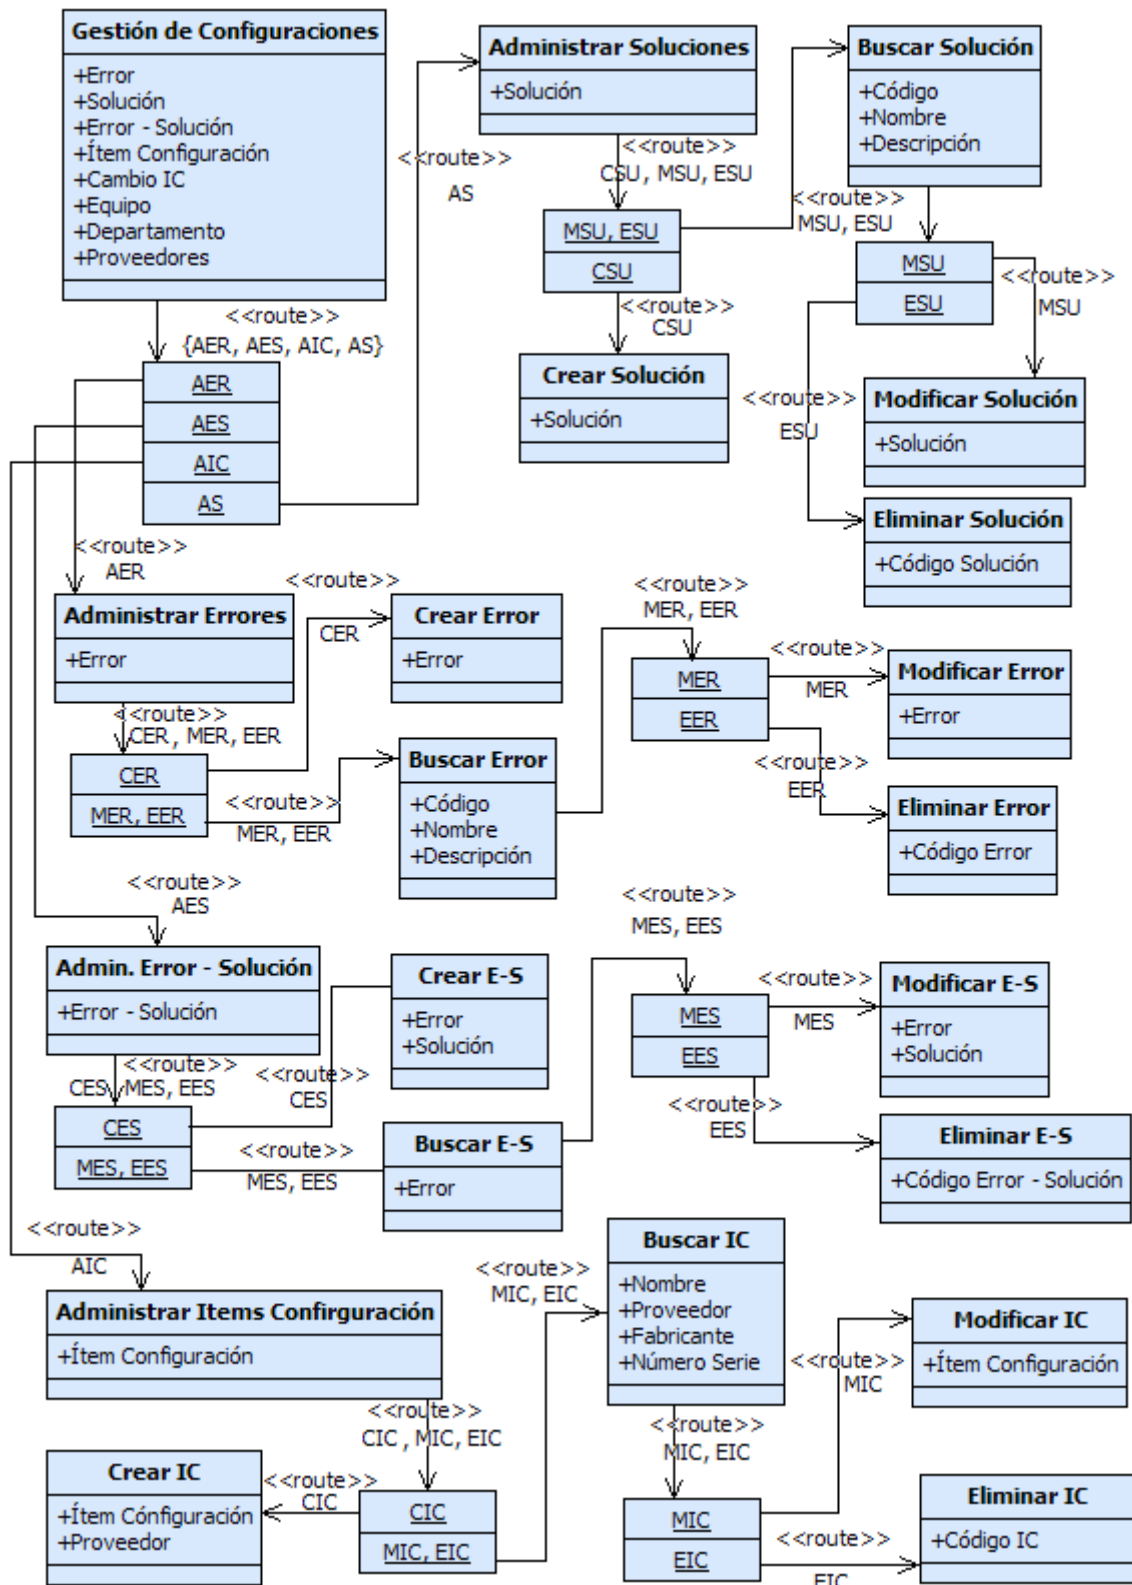 Gestión de Configuraciones
+Error
+Solución
+Error - Solución
+Ítem Configuración
+Cambio IC
+Equipo
+Departamento
+Proveedores
<<route>>
{AER, AES, AIC, AS}
AER
AES
AIC
AS
<<route>>
AS
Administrar Soluciones
+Solución
<<route>>
CSU, MSU, ESU
MSU, ESU
CSU
<<route>>
CSU
Crear Solución
+Solución
<<route>>
MSU, ESU
Buscar Solución
+Código
+Nombre
+Descripción
MSU
ESU
<<route>>
MSU
<<route>>
ESU
Modificar Solución
+Solución
Eliminar Solución
+Código Solución
<<route>>
AER
Administrar Errores
+Error
<<route>>
CER , MER, EER
CER
MER, EER
<<route>>
CER
Crear Error
+Error
<<route>>
MER, EER
Buscar Error
+Código
+Nombre
+Descripción
<<route>>
MER, EER
MER
EER
<<route>>
MER
Modificar Error
+Error
<<route>>
EER
Eliminar Error
+Código Error
<<route>>
AES
Admin. Error - Solución
+Error - Solución
<<route>>
CES , MES, EES
CES
MES, EES
<<route>>
CES
Crear E-S
+Error
+Solución
<<route>>
MES, EES
Buscar E-S
+Error
<<route>>
MES, EES
MES
EES
<<route>>
MES
Modificar E-S
+Error
+Solución
<<route>>
EES
Eliminar E-S
+Código Error - Solución
<<route>>
AIC
Administrar Items Confirguración
+Ítem Configuración
<<route>>
CIC , MIC, EIC
CIC
MIC, EIC
<<route>>
CIC
Crear IC
+Ítem Cónfiguración
+Proveedor
<<route>>
MIC, EIC
Buscar IC
+Nombre
+Proveedor
+Fabricante
+Número Serie
<<route>>
MIC, EIC
MIC
EIC
<<route>>
MIC
Modificar IC
+Ítem Configuración
<<route>>
EIC
Eliminar IC
+Código IC